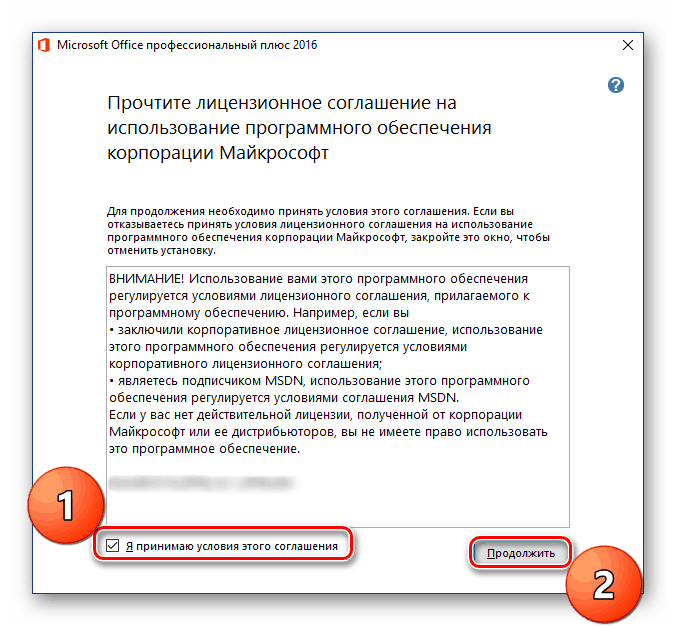 Microsoft Office профессиональный плюс 2016
?
Прочтите лицензионное соглашение на
использование программного обеспечения
корпорации Майкрософт
Для продолжения необходимо принять условия этого соглашения. Если вы
отказываетесь принять условия лицензионного соглашения на использование
программного обеспечения корпорации Майкрософт, закройте это окно, чтобы
отменить установку.
ВНИМАНИЕ! Использование вами этого программного обеспечения
регулируется условиями лицензионного соглашения, прилагаемого к
программному обеспечению. Например, если вы
• заключили корпоративное лицензионное соглашение, использование
этого программного обеспечения регулируется условиями
корпоративного лицензионного соглашения;
• являетесь подписчиком MSDN, использование этого программного
обеспечения регулируется условиями соглашения MSDN.
Если у вас нет действительной лицензии, полученной от корпорации
Майкрософт или ее дистрибьюторов, вы не имеете право использовать
это программное обеспечение.
1
Я принимаю условия этого соглашения
Продолжить
2